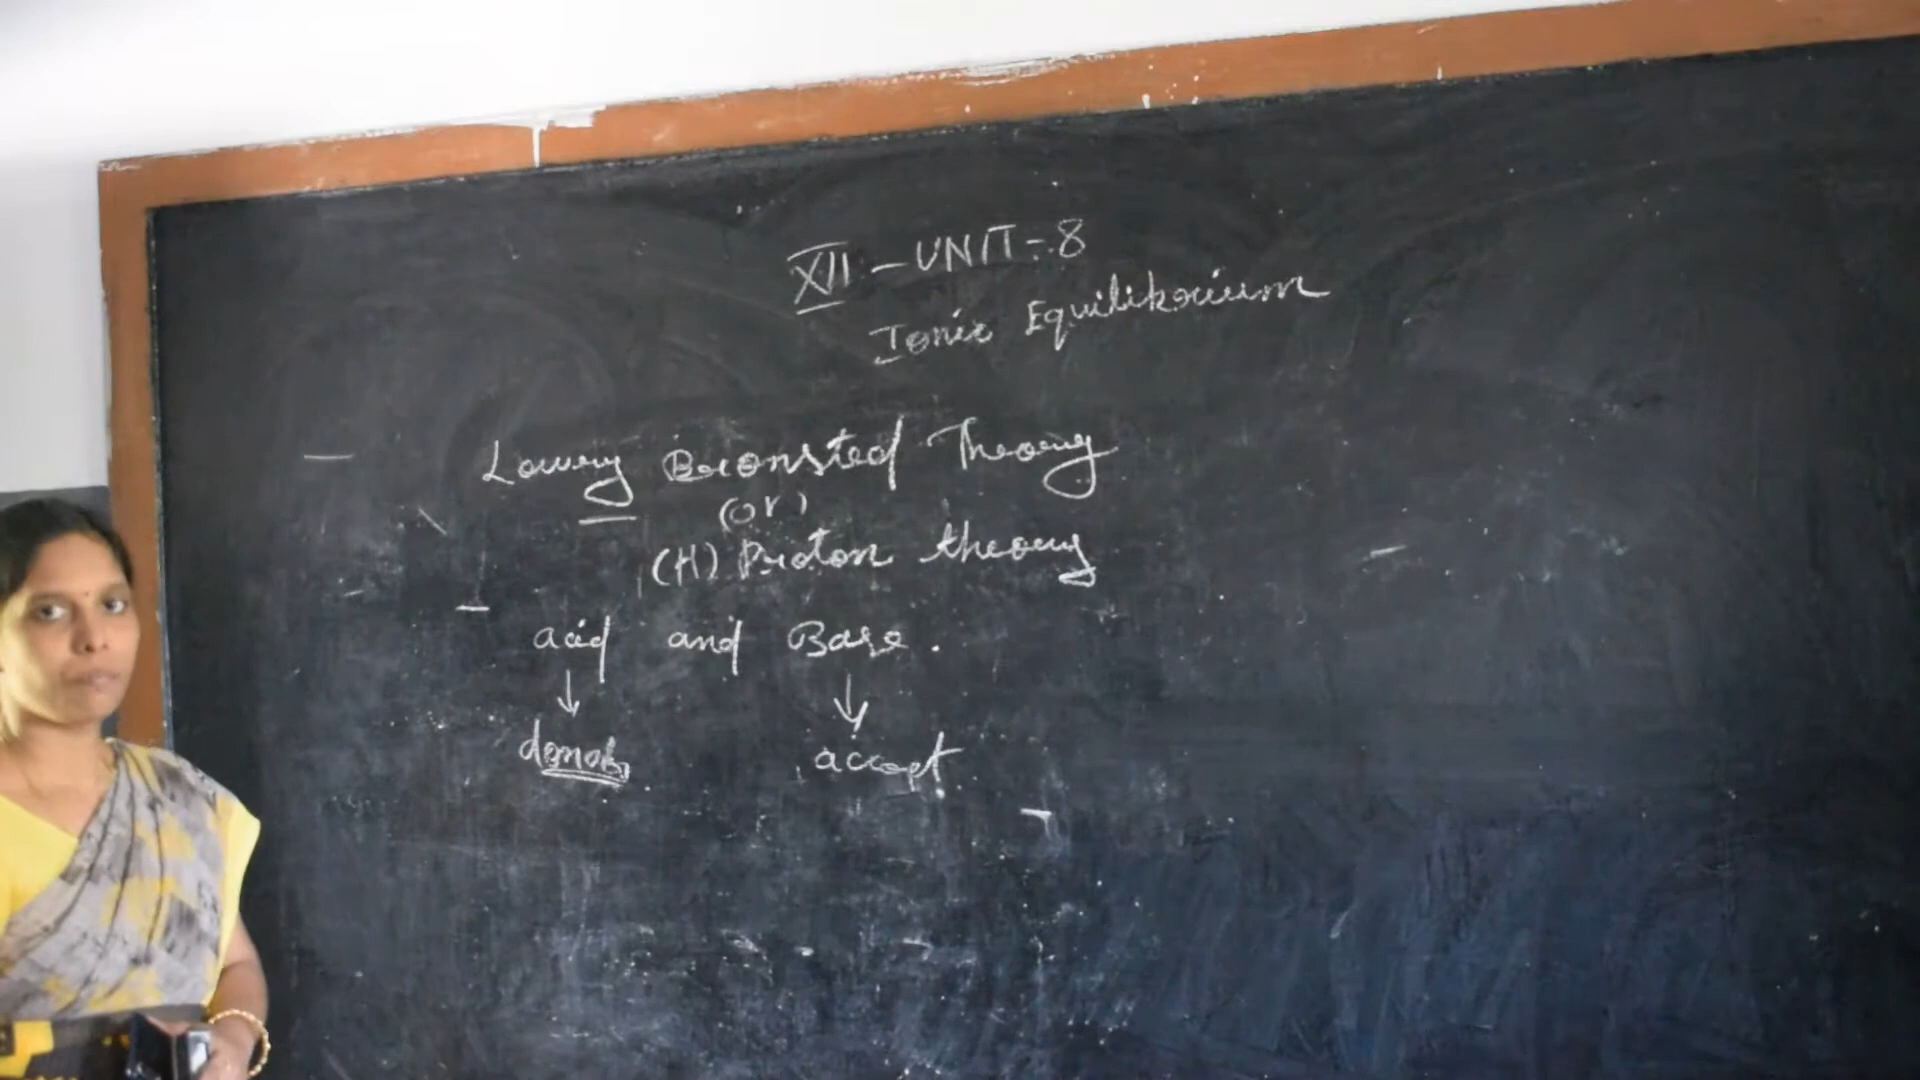 XII - UNIT - 8
Ionic Equilibrium
Lowry Bronsted Theory
(or)
(H) Proton theory
acid and Base.
↓ ↓
donor accept